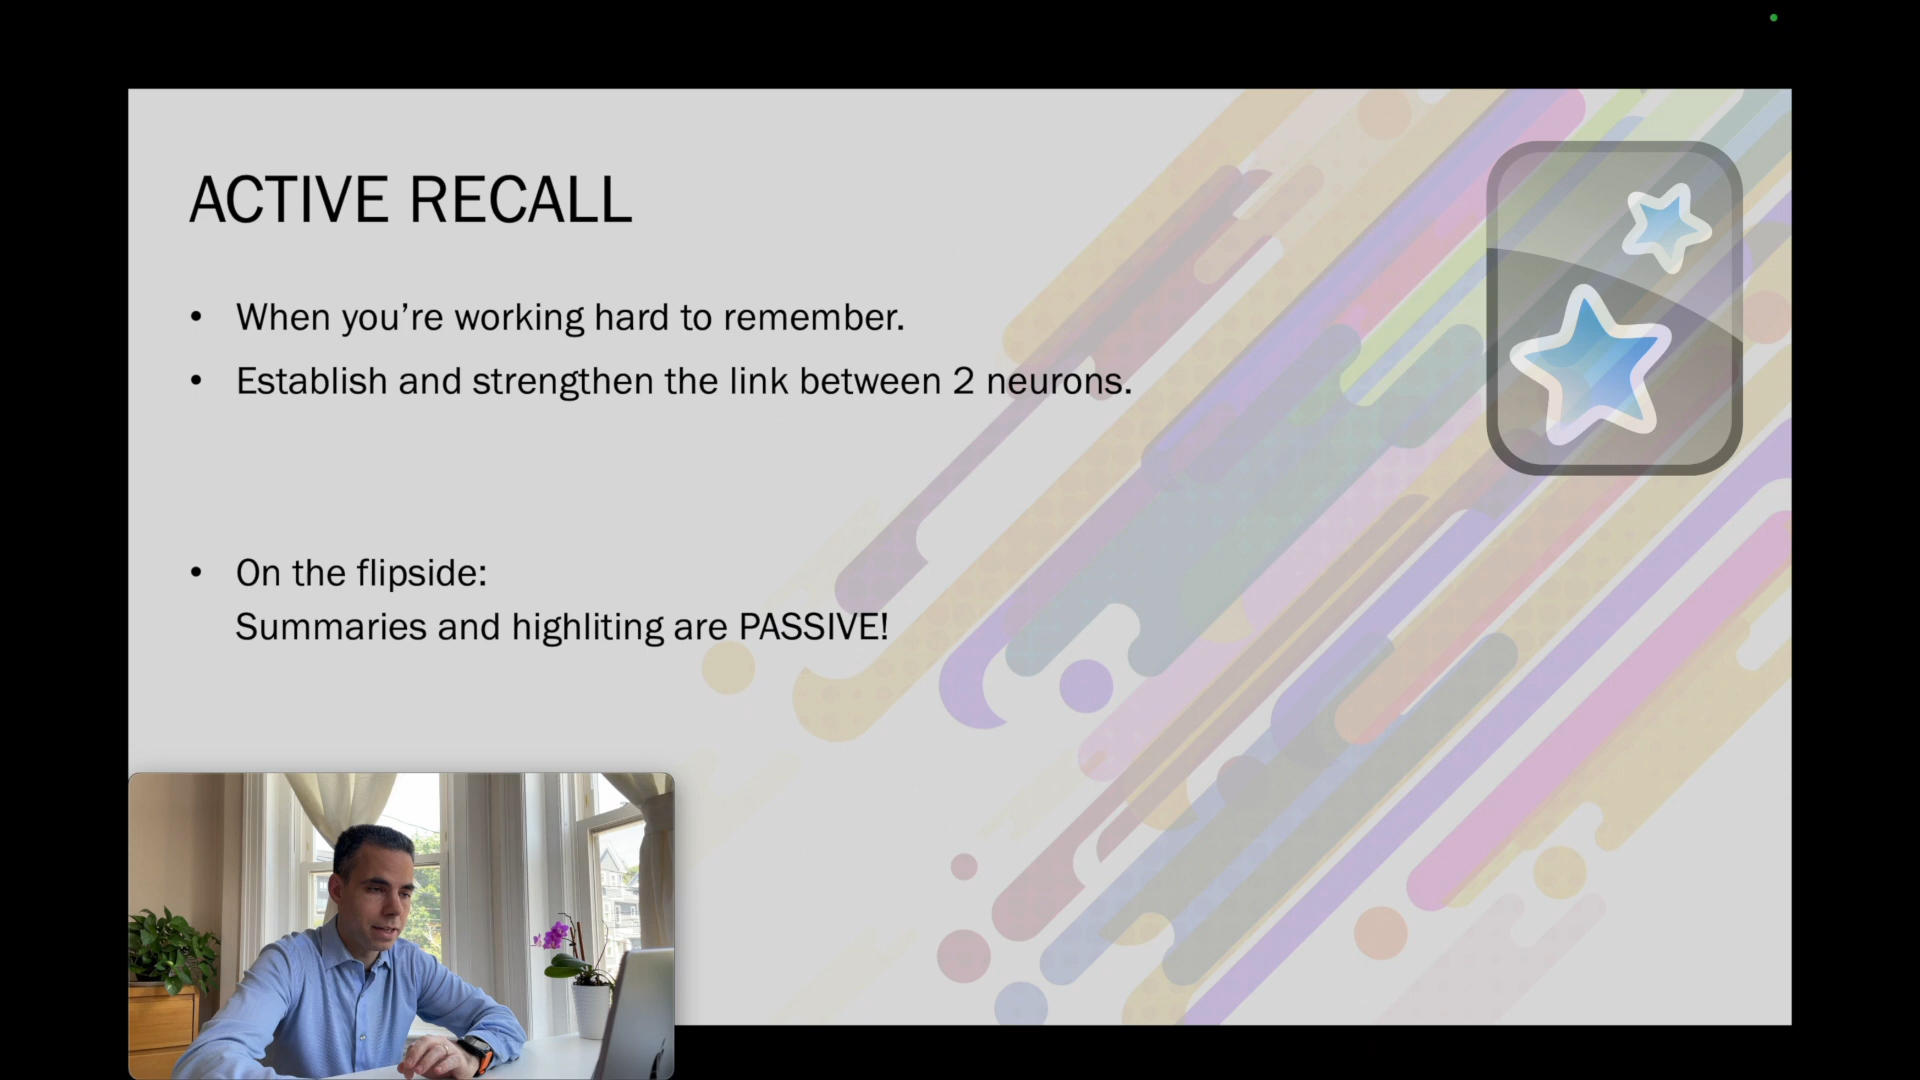 ACTIVE RECALL
• When you’re working hard to remember.
• Establish and strengthen the link between 2 neurons.
• On the flipside:
Summaries and highliting are PASSIVE!